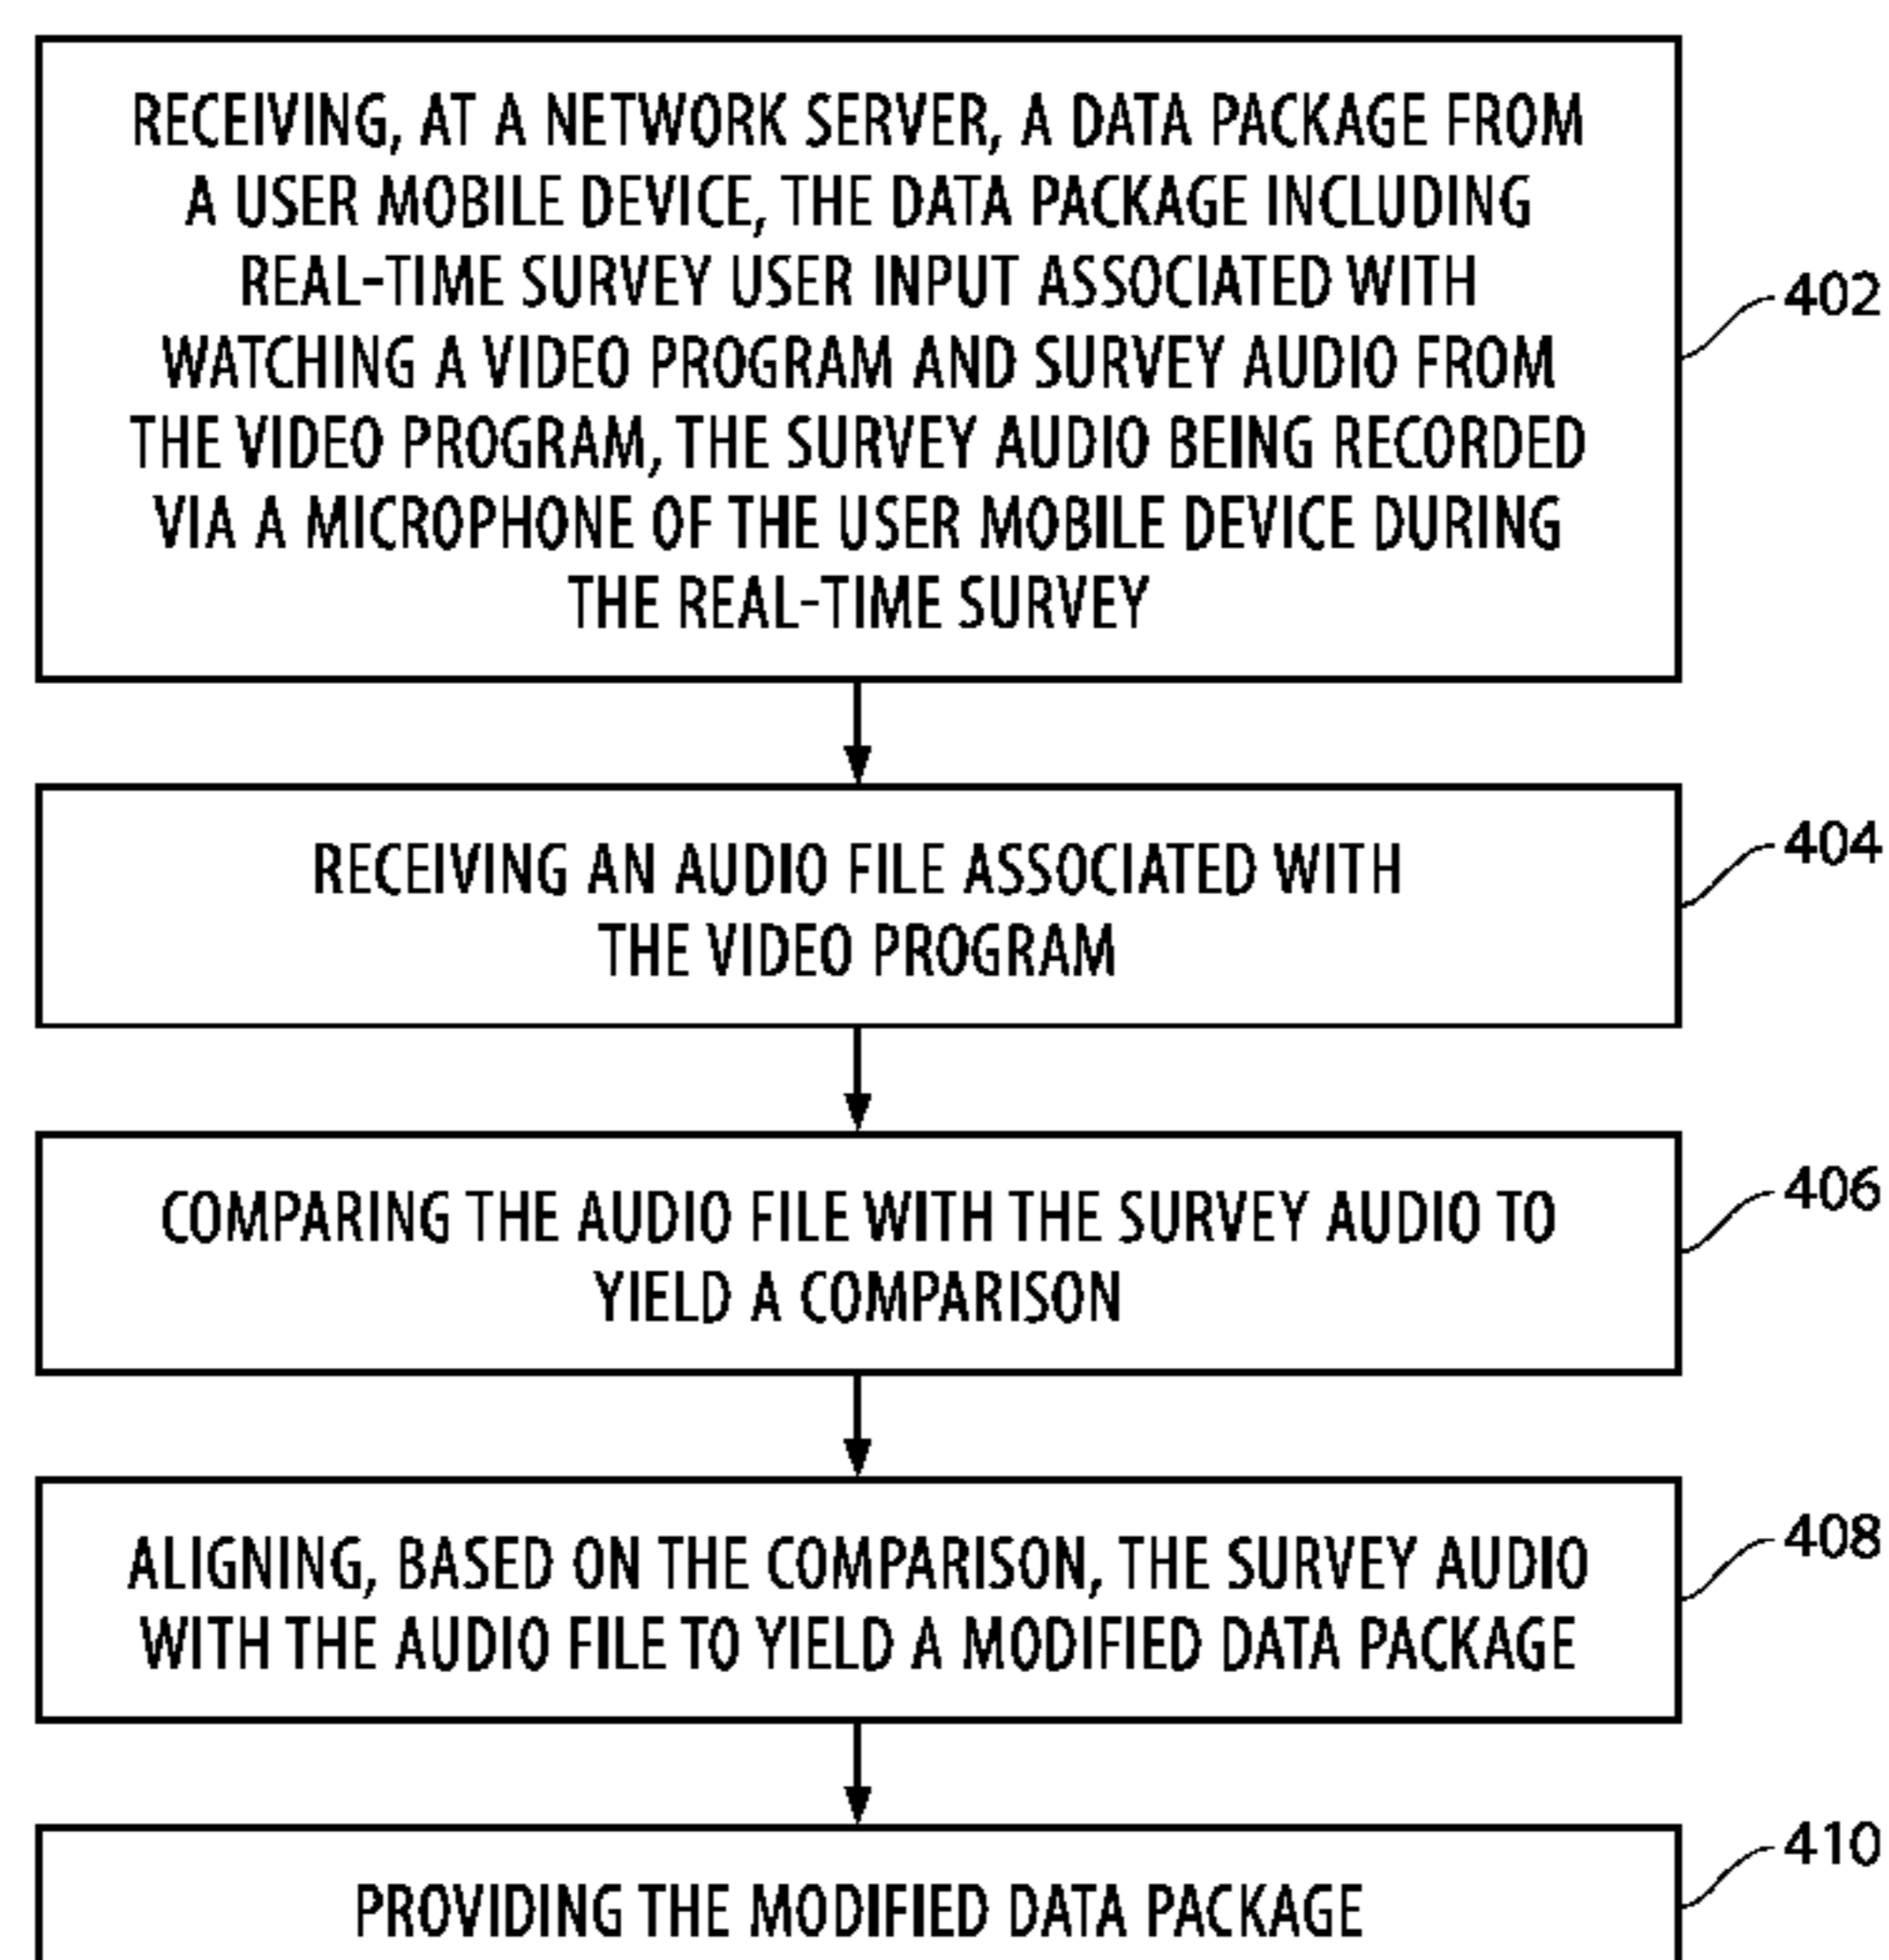 RECEIVING, AT A NETWORK SERVER, A DATA PACKAGE FROM
A USER MOBILE DEVICE, THE DATA PACKAGE INCLUDING
REAL-TIME SURVEY USER INPUT ASSOCIATED WITH
WATCHING A VIDEO PROGRAM AND SURVEY AUDIO FROM
THE VIDEO PROGRAM, THE SURVEY AUDIO BEING RECORDED
VIA A MICROPHONE OF THE USER MOBILE DEVICE DURING
THE REAL-TIME SURVEY
402
RECEIVING AN AUDIO FILE ASSOCIATED WITH
THE VIDEO PROGRAM
404
COMPARING THE AUDIO FILE WITH THE SURVEY AUDIO TO
YIELD A COMPARISON
406
ALIGNING, BASED ON THE COMPARISON, THE SURVEY AUDIO
WITH THE AUDIO FILE TO YIELD A MODIFIED DATA PACKAGE
408
PROVIDING THE MODIFIED DATA PACKAGE
410